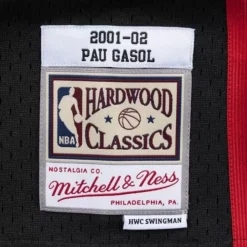 2001-02
PAU GASOL
NBA
HARDWOOD
CLASSICS
NOSTALGIA CO.
Mitchell & Ness
PHILADELPHIA, PA.
HWC SWINGMAN